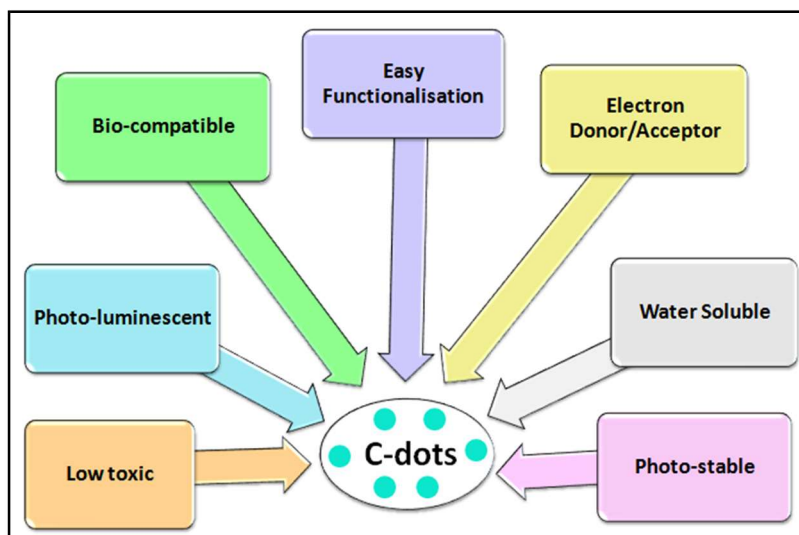 Easy
Functionalisation
Bio-compatible
Electron
Donor/Acceptor
Photo-luminescent
Water Soluble
Low toxic
C-dots
Photo-stable